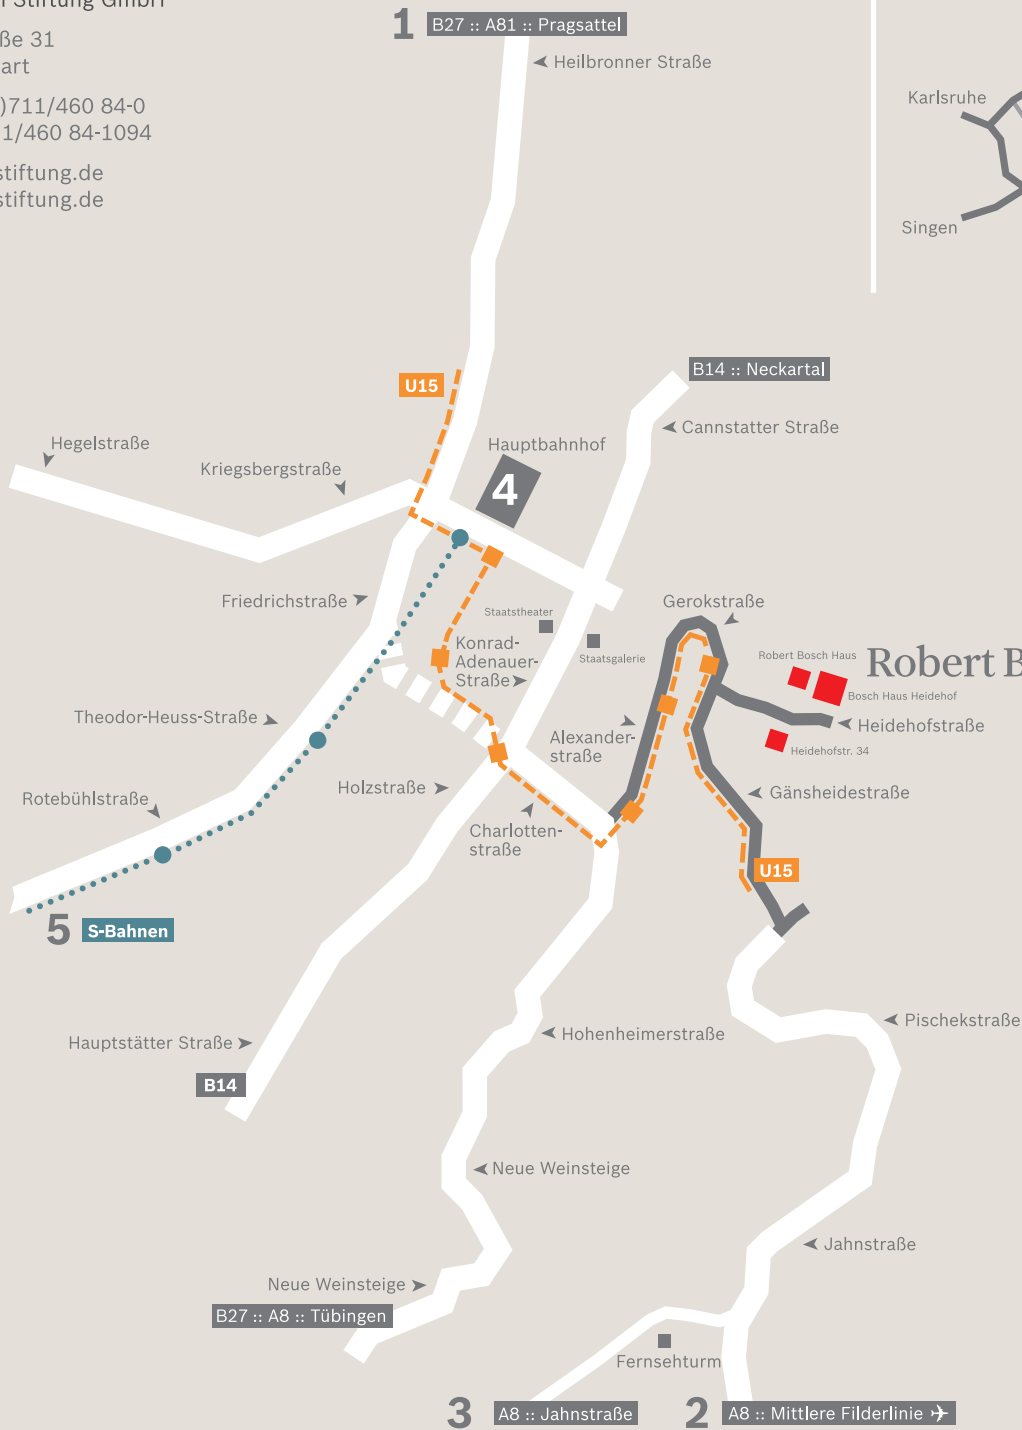 Stiftung GmbH
ße 31
art
)711/460 84-0
1/460 84-1094
stiftung.de
stiftung.de
1 B27 :: A81 :: Pragsattel
Heilbronner Straße
Karlsruhe
Singen
B14 :: Neckartal
U15
Cannstatter Straße
Hegelstraße
Hauptbahnhof
Kriegsbergstraße
4
Friedrichstraße
Gerokstraße
Staatstheater
Konrad-
Adenauer-
Straße
Staatsgalerie
Robert Bosch Haus
Robert B
Bosch Haus Heidehof
Theodor-Heuss-Straße
Heidehofstraße
Alexander-
straße
Heidehofstr. 34
Holzstraße
Rotebühlstraße
Gänsheidestraße
Charlotten-
straße
U15
5 S-Bahnen
Pischekstraße
Hohenheimerstraße
Hauptstätter Straße
B14
Neue Weinsteige
Jahnstraße
Neue Weinsteige
B27 :: A8 :: Tübingen
Fernsehturm
3 A8 :: Jahnstraße
2 A8 :: Mittlere Filderlinie